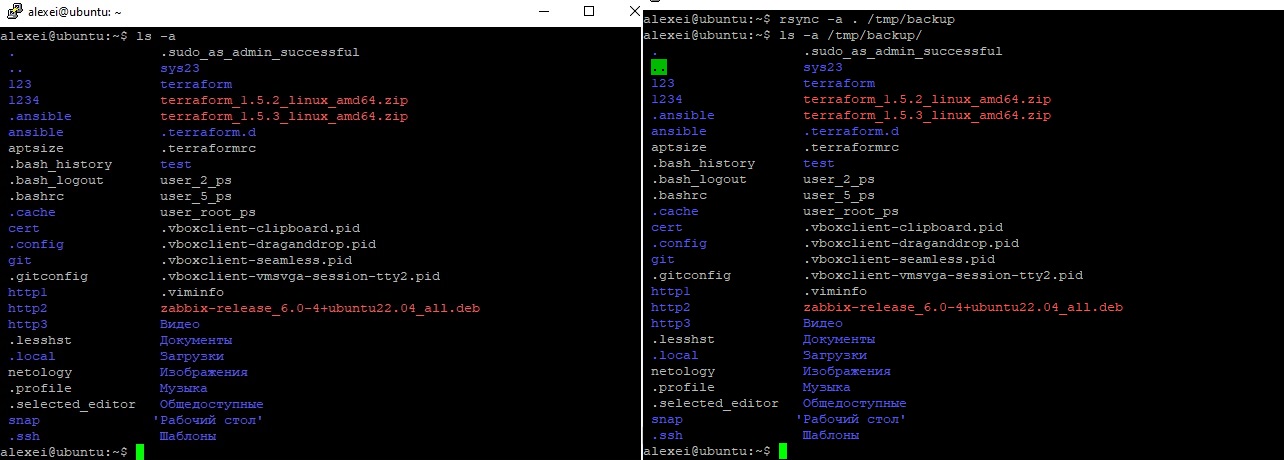 alexei@ubuntu: ~
alexei@ubuntu:~$ ls -a
. .sudo_as_admin_successful
.. sys23
123 terraform
1234 terraform_1.5.2_linux_amd64.zip
.ansible terraform_1.5.3_linux_amd64.zip
ansible .terraform.d
aptsize .terraformrc
.bash_history test
.bash_logout user_2_ps
.bashrc user_5_ps
.cache user_root_ps
cert .vboxclient-clipboard.pid
.config .vboxclient-draganddrop.pid
git .vboxclient-seamless.pid
.gitconfig .vboxclient-vmsvga-session-tty2.pid
http1 .viminfo
http2 zabbix-release_6.0-4+ubuntu22.04_all.deb
http3 Видео
.lesshst Документы
.local Загрузки
netology Изображения
.profile Музыка
.selected_editor Общедоступные
snap 'Рабочий стол'
.ssh Шаблоны
alexei@ubuntu:~$
alexei@ubuntu:~$ rsync -a . /tmp/backup
alexei@ubuntu:~$ ls -a /tmp/backup/
. .sudo_as_admin_successful
.. sys23
123 terraform
1234 terraform_1.5.2_linux_amd64.zip
.ansible terraform_1.5.3_linux_amd64.zip
ansible .terraform.d
aptsize .terraformrc
.bash_history test
.bash_logout user_2_ps
.bashrc user_5_ps
.cache user_root_ps
cert .vboxclient-clipboard.pid
.config .vboxclient-draganddrop.pid
git .vboxclient-seamless.pid
.gitconfig .vboxclient-vmsvga-session-tty2.pid
http1 .viminfo
http2 zabbix-release_6.0-4+ubuntu22.04_all.deb
http3 Видео
.lesshst Документы
.local Загрузки
netology Изображения
.profile Музыка
.selected_editor Общедоступные
snap 'Рабочий стол'
.ssh Шаблоны
alexei@ubuntu:~$